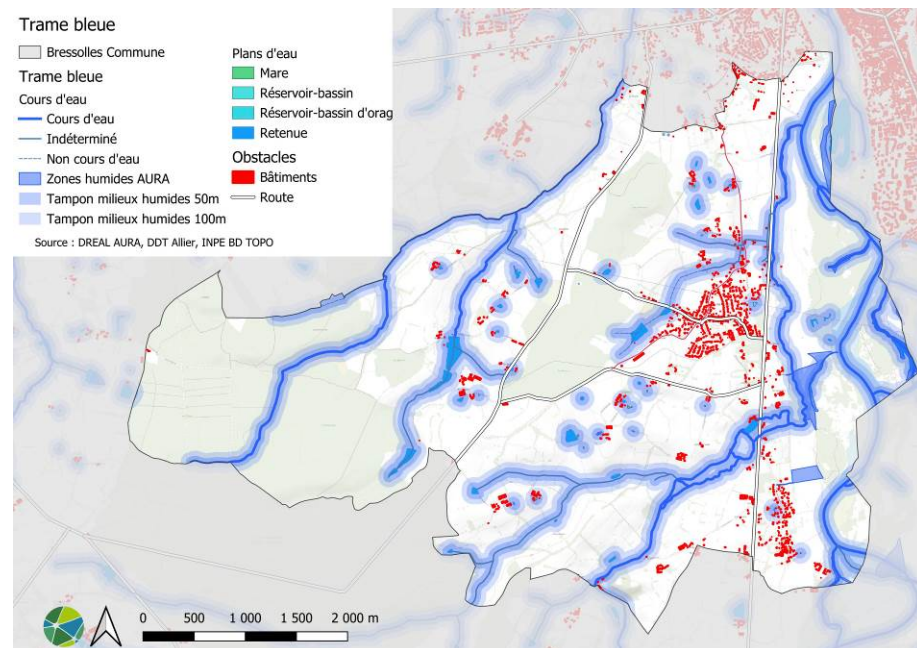 Trame bleue
Bressolles Commune
Trame bleue
Cours d'eau
Cours d'eau
Indéterminé
Non cours d'eau
Zones humides AURA
Tampon milieux humides 50m
Tampon milieux humides 100m
Plans d'eau
Mare
Réservoir-bassin
Réservoir-bassin d'orag
Retenue
Obstacles
Bâtiments
Route
Source : DREAL AURA, DDT Allier, INPE BD TOPO
0 500 1 000 1 500 2 000 m